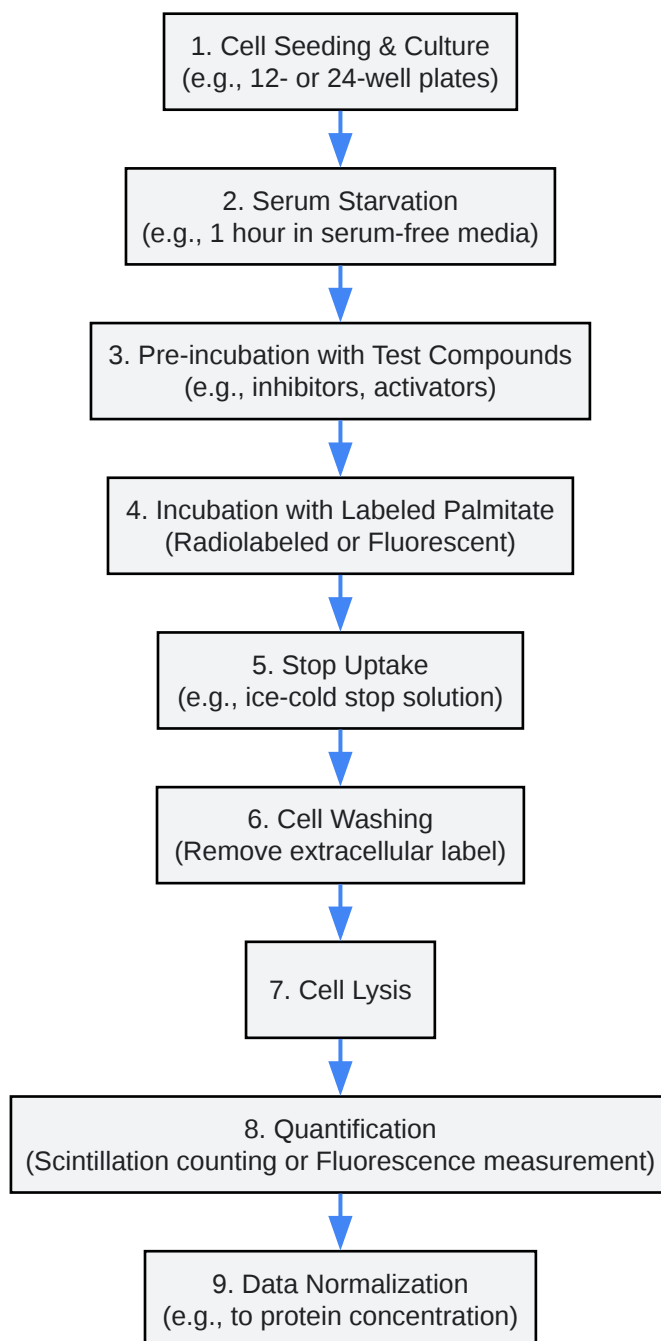 1. Cell Seeding & Culture
(e.g., 12- or 24-well plates)
2. Serum Starvation
(e.g., 1 hour in serum-free media)
3. Pre-incubation with Test Compounds
(e.g., inhibitors, activators)
4. Incubation with Labeled Palmitate
(Radiolabeled or Fluorescent)
5. Stop Uptake
(e.g., ice-cold stop solution)
6. Cell Washing
(Remove extracellular label)
7. Cell Lysis
8. Quantification
(Scintillation counting or Fluorescence measurement)
9. Data Normalization
(e.g., to protein concentration)